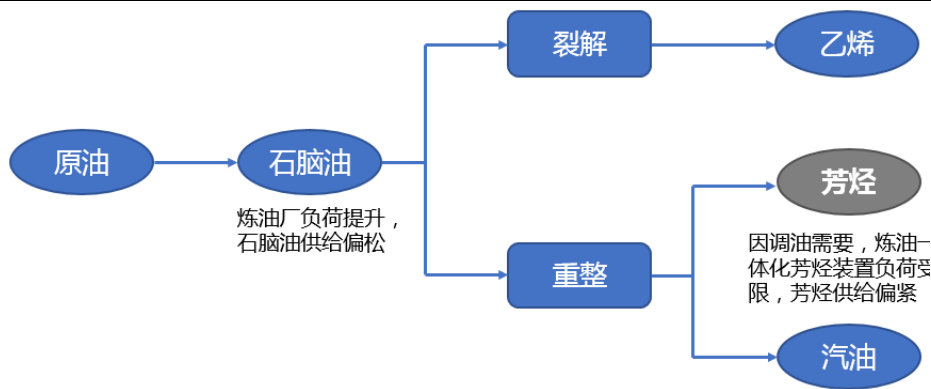 裂解
乙烯
原油
石脑油
芳烃
炼油厂负荷提升，
石脑油供给偏松
因调油需要，炼油一
体化芳烃装置负荷受
限，芳烃供给偏紧
重整
汽油